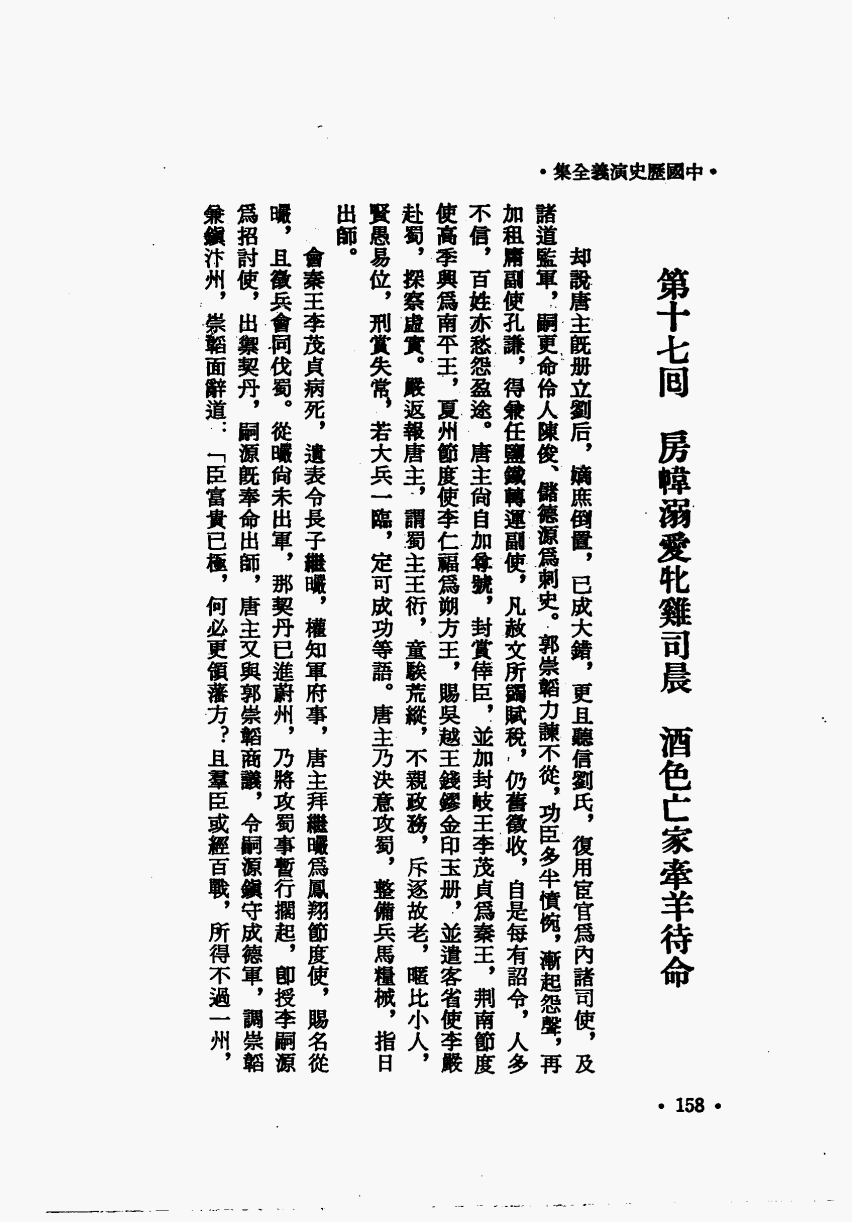 •中國歷史演義全集•
第十七回 房幃溺愛牝雞司晨 酒色亡家牽羊待命
却說唐主既册立劉后，嫡庶倒置，已成大錯，更且聽信劉氏，復用宦官爲內諸司使，及
諸道監軍，嗣更命伶人陳俊、儲德源爲刺史。郭崇韜力諫不從，功臣多半憤惋，漸起怨聲，再
加租庸副使孔謙，得兼任鹽鐵轉運副使，凡赦文所蠲賦稅，仍舊徵收，自是每有詔令，人多
不信，百姓亦愁怨盈途。唐主尙自加尊號，封賞倖臣，並加封岐王李茂貞爲秦王，荆南節度
使高季興爲南平王，夏州節度使李仁福爲朔方王，賜吳越王錢鏐金印玉册，並遣客省使李嚴
赴蜀，探察虛實。嚴返報唐主，謂蜀主王衍，童騃荒縱，不親政務，斥逐故老，暱比小人，
賢愚易位，刑賞失常，若大兵一臨，定可成功等語。唐主乃決意攻蜀，整備兵馬糧械，指日
出師。
會秦王李茂貞病死，遺表令長子繼曮，權知軍府事，唐主拜繼曮爲鳳翔節度使，賜名從
曮，且徵兵會同伐蜀。從曮尙未出軍，那契丹已進蔚州，乃將攻蜀事暫行擱起，卽授李嗣源
爲招討使，出禦契丹，嗣源既奉命出師，唐主又與郭崇韜商議，令嗣源鎭守成德軍，調崇韜
兼鎭汴州，崇韜面辭道：「臣富貴已極，何必更領藩方？且羣臣或經百戰，所得不過一州，
•158•